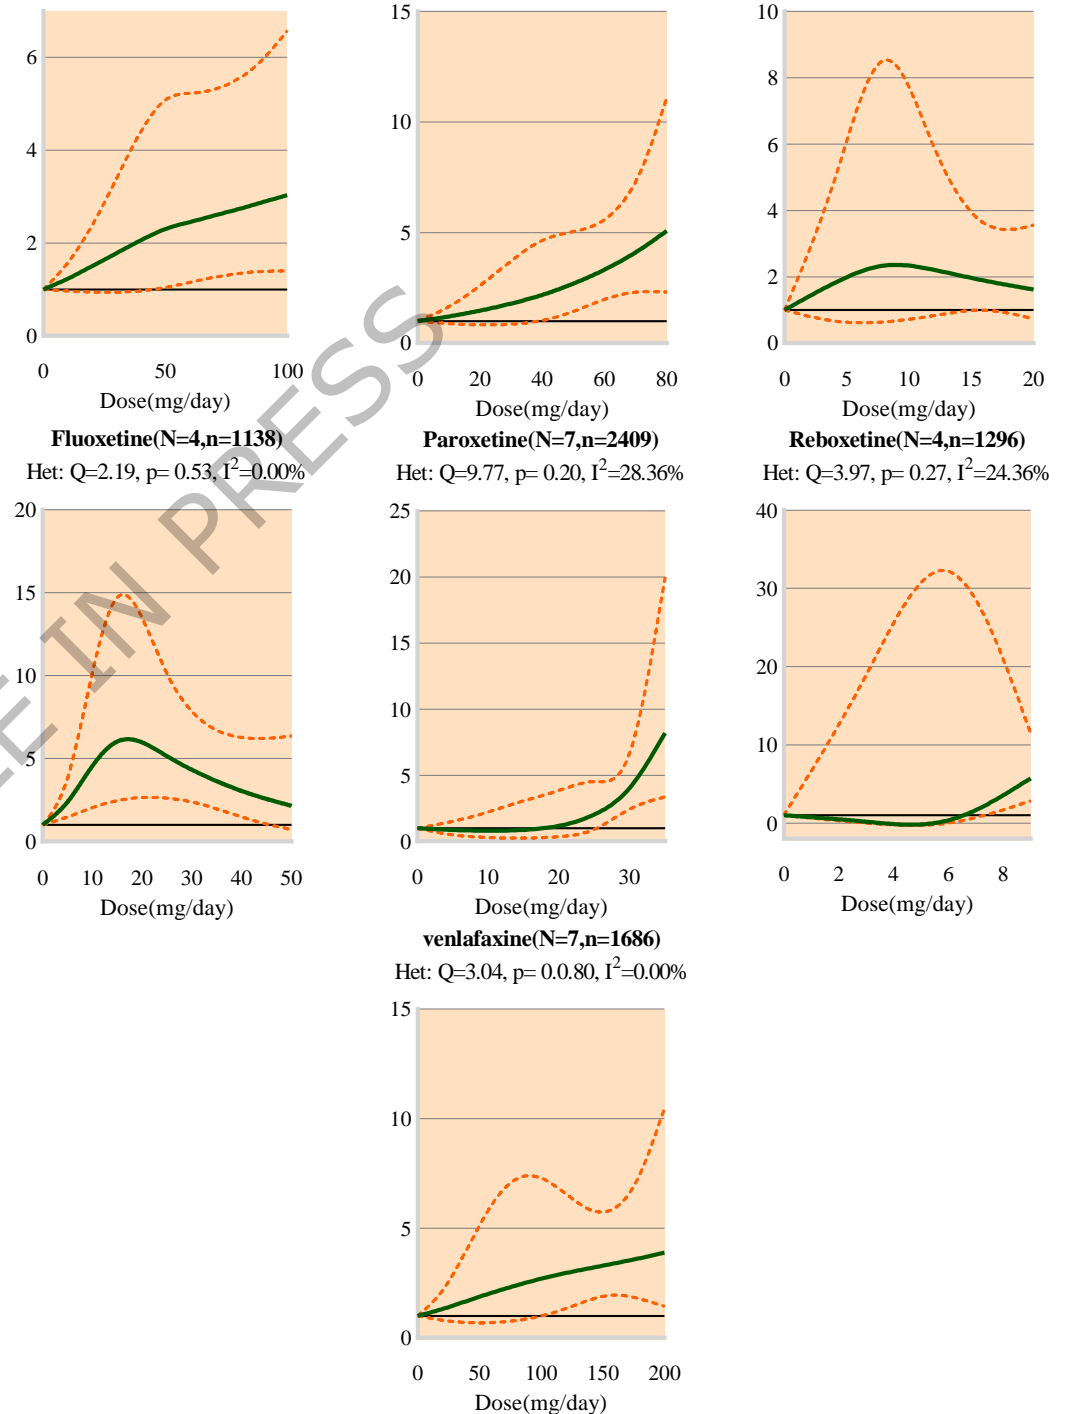 6
4
2
0
0 50 100
Dose(mg/day)
15
10
5
0
0 20 40 60 80
Dose(mg/day)
10
8
6
4
2
0
0 5 10 15 20
Dose(mg/day)
Fluoxetine(N=4,n=1138)
Het: Q=2.19, p= 0.53, I2=0.00%
20
15
10
5
0
0 10 20 30 40 50
Dose(mg/day)
Paroxetine(N=7,n=2409)
Het: Q=9.77, p= 0.20, I2=28.36%
25
20
15
10
5
0
0 10 20 30
Dose(mg/day)
Reboxetine(N=4,n=1296)
Het: Q=3.97, p= 0.27, I2=24.36%
40
30
20
10
0
0 2 4 6 8
Dose(mg/day)
venlafaxine(N=7,n=1686)
Het: Q=3.04, p= 0.0.80, I2=0.00%
15
10
5
0
0 50 100 150 200
Dose(mg/day)
E IN PRESS